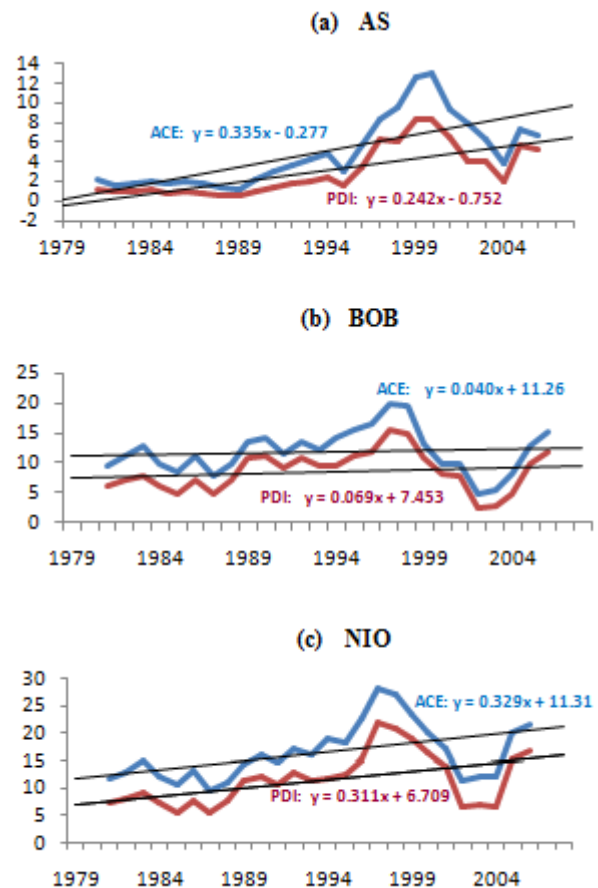 (a) AS
14
12
10
8
6
4
2
0
-2
ACE: y = 0.335x - 0.277
PDI: y = 0.242x - 0.752
1979 1984 1989 1994 1999 2004
(b) BOB
25
20
15
10
5
0
ACE: y = 0.040x + 11.26
PDI: y = 0.069x + 7.453
1979 1984 1989 1994 1999 2004
(c) NIO
30
25
20
15
10
5
0
ACE: y = 0.329x + 11.31
PDI: y = 0.311x + 6.709
1979 1984 1989 1994 1999 2004